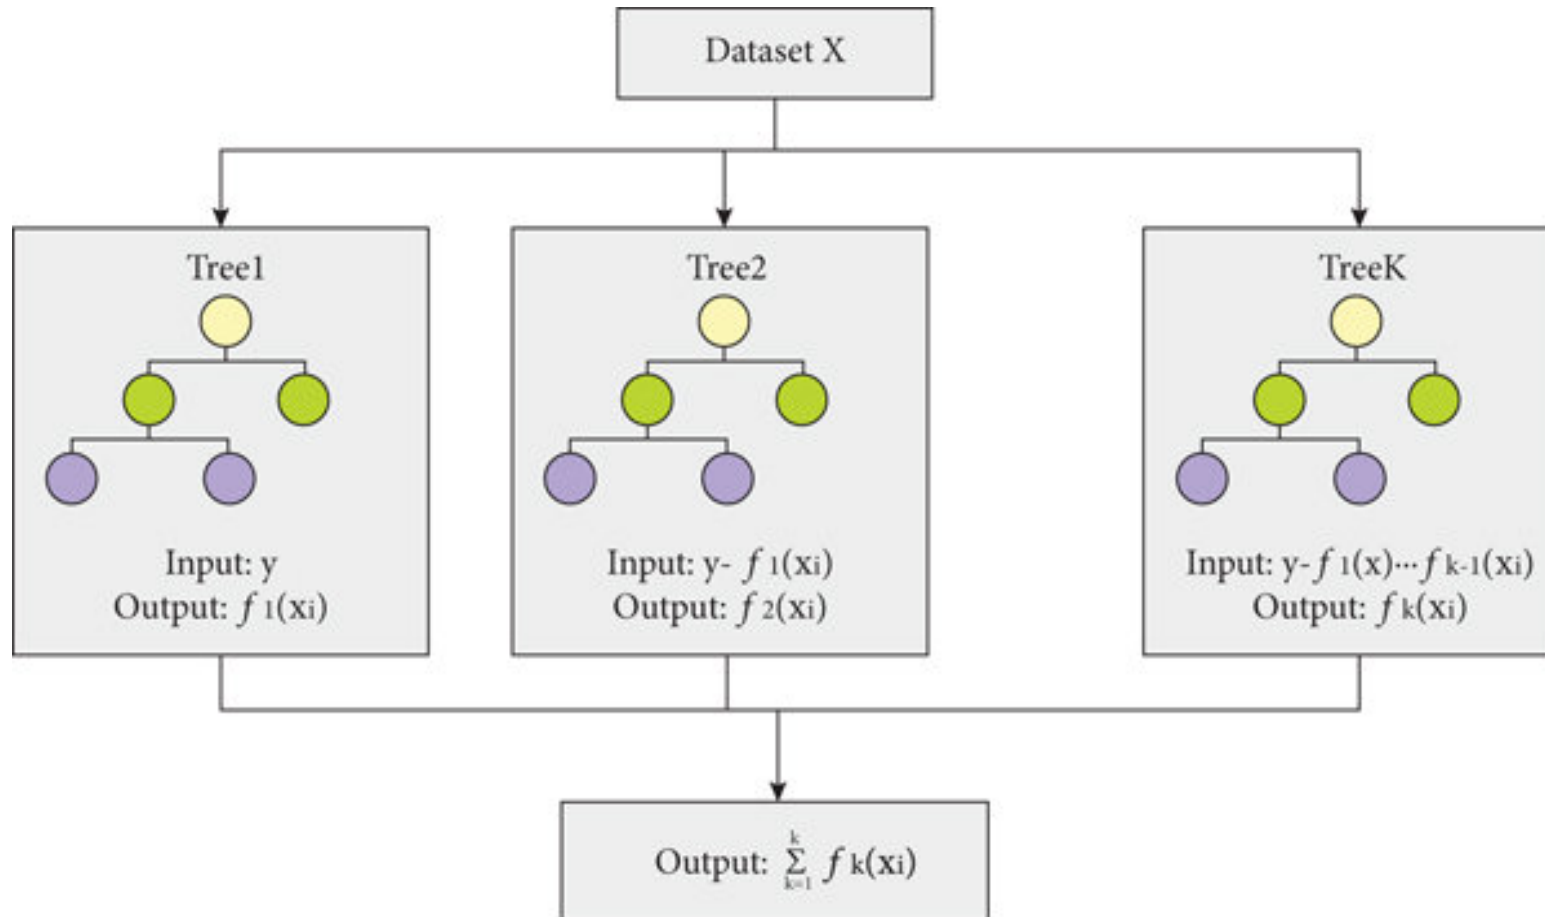 Dataset X
Tree1
Input: y
Output: f 1(xi)
Tree2
Input: y- f 1(xi)
Output: f 2(xi)
TreeK
Input: y-f 1(x)···f k-1(xi)
Output: f k(xi)
Output: k Σ k=1 f k(xi)